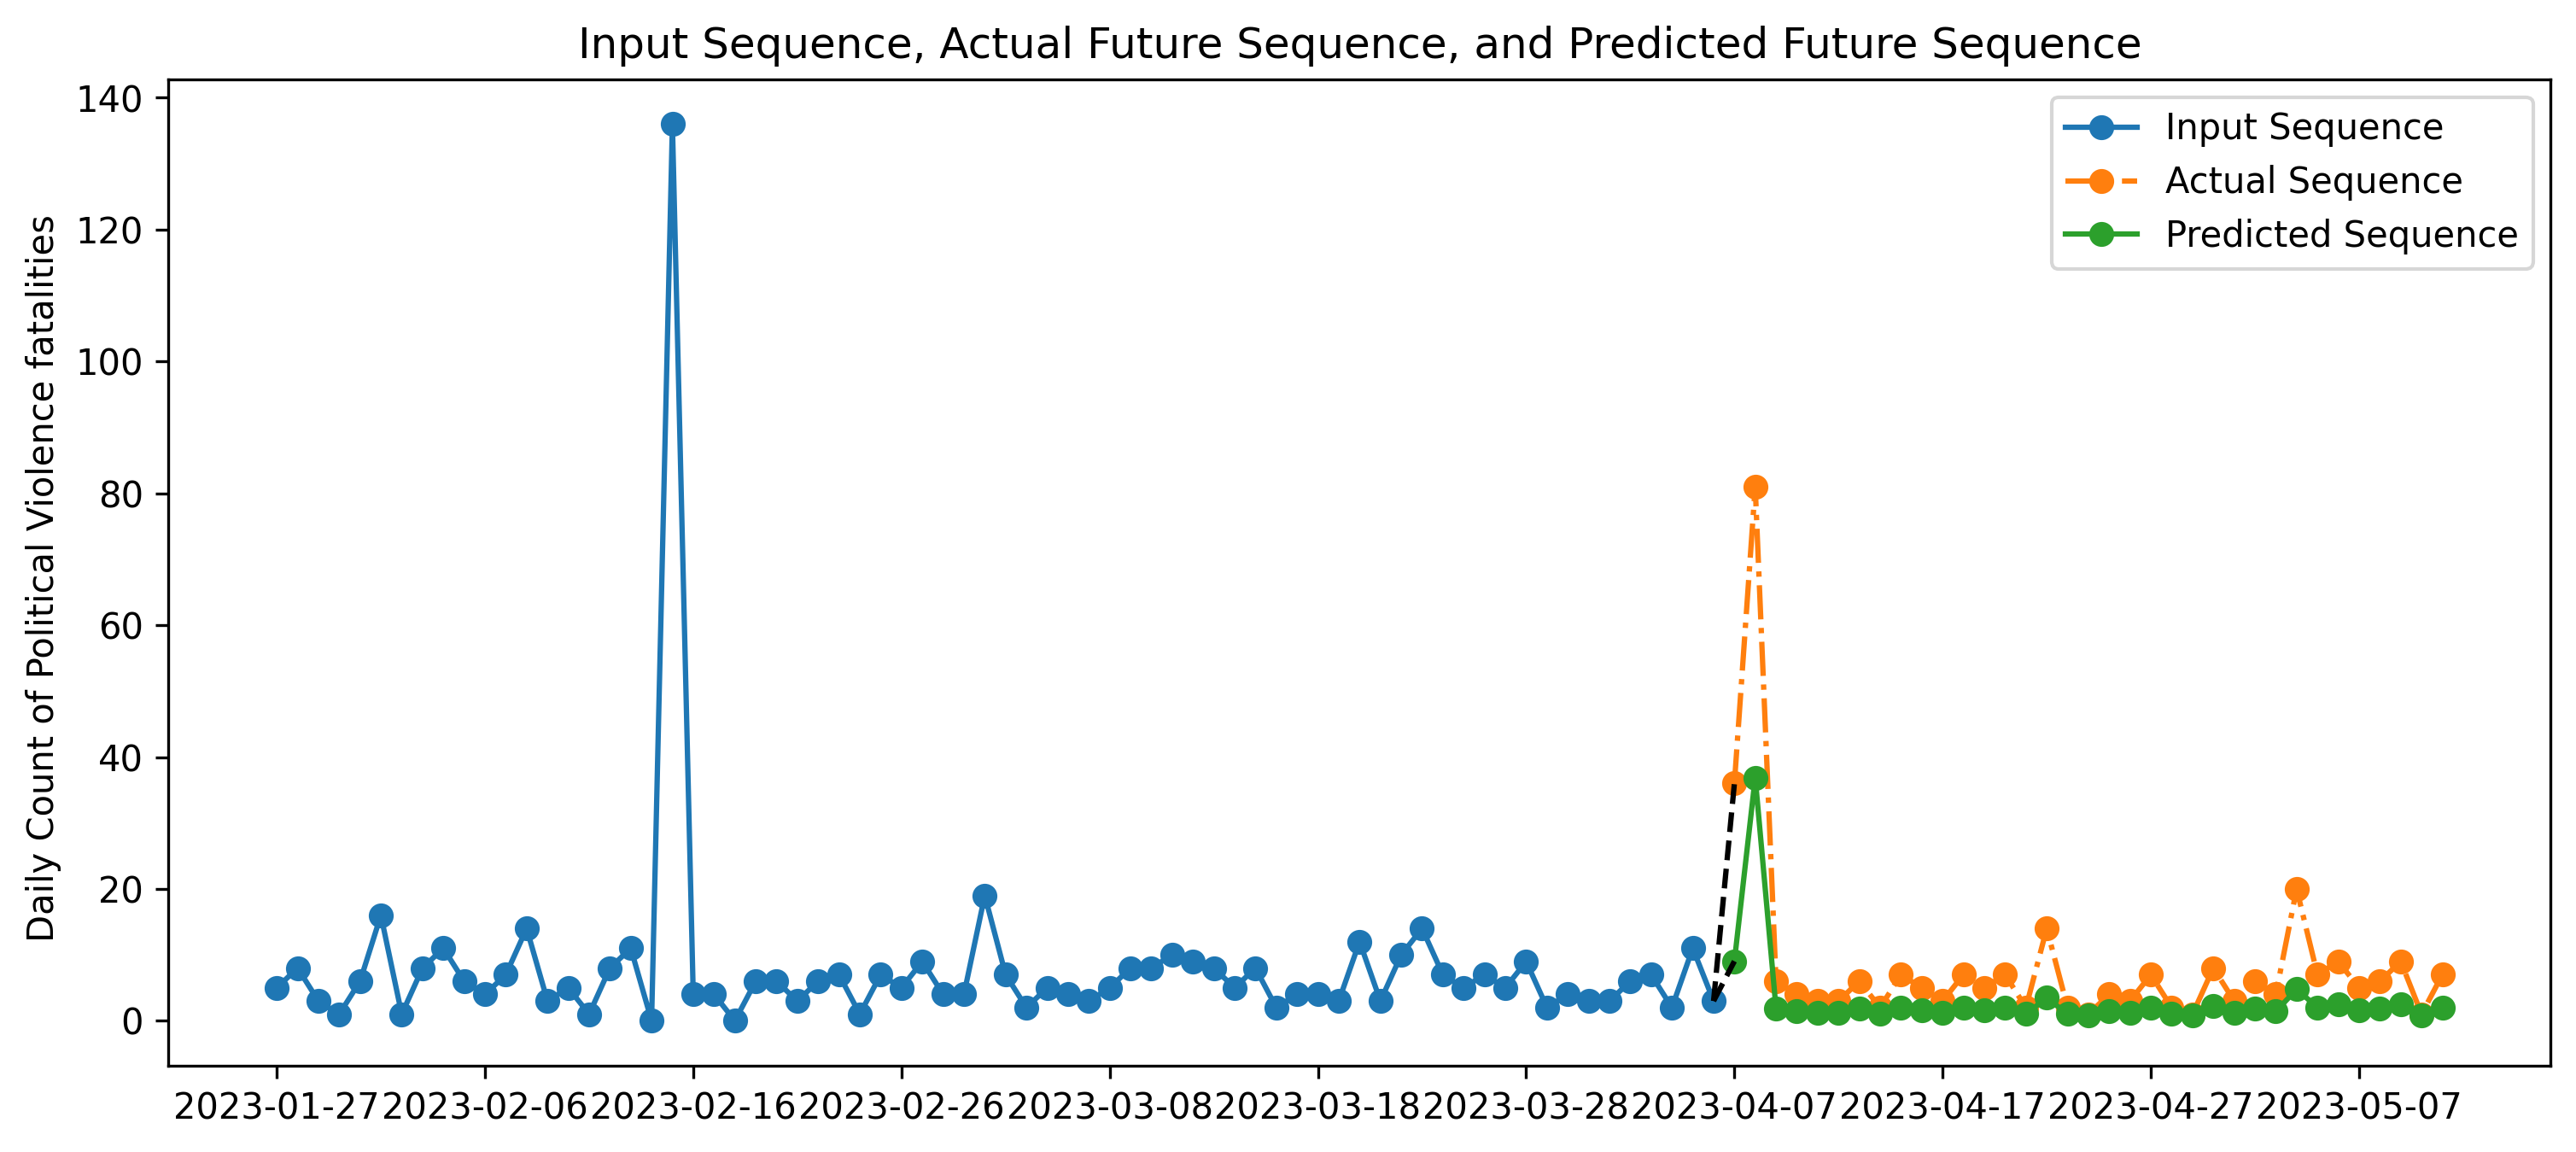 Input Sequence, Actual Future Sequence, and Predicted Future Sequence
Daily Count of Political Violence fatalities
140
120
100
80
60
40
20
0
Input Sequence
Actual Sequence
Predicted Sequence
2023-01-27 2023-02-06 2023-02-16 2023-02-26 2023-03-08 2023-03-18 2023-03-28 2023-04-07 2023-04-17 2023-04-27 2023-05-07